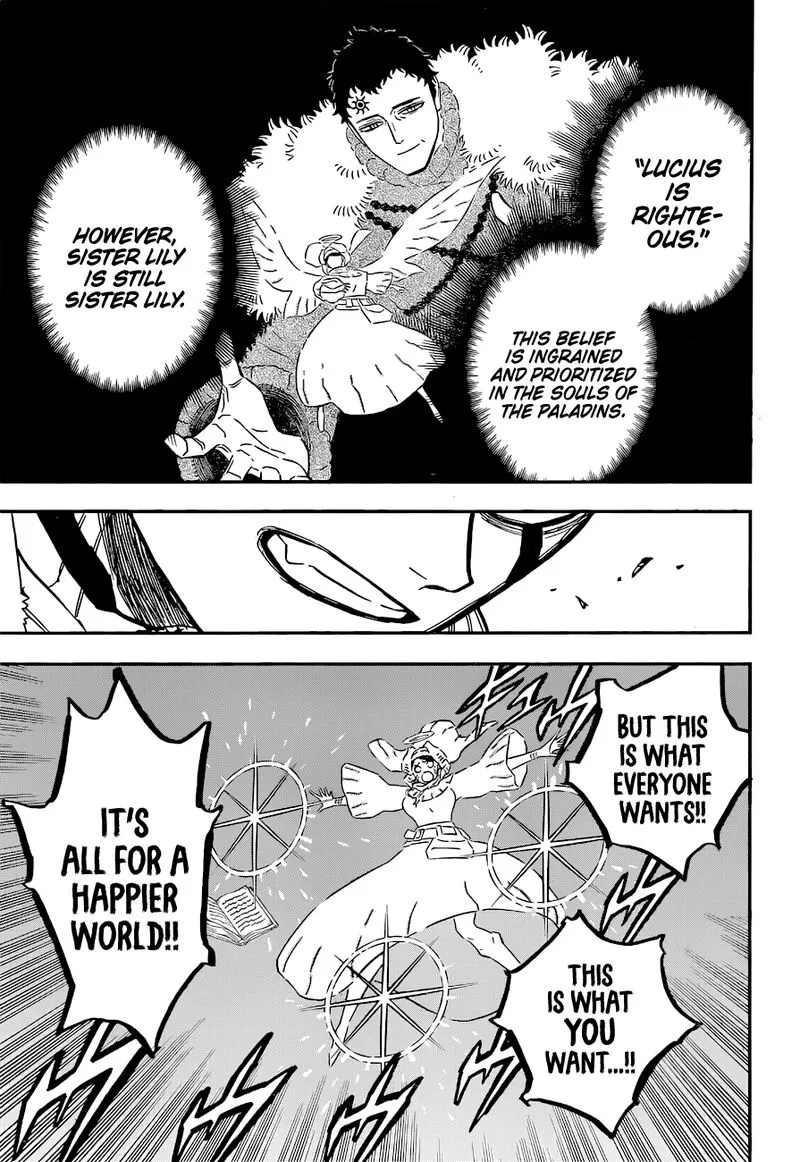 "LUCIUS
IS
RIGHTE-
OUS."
THIS BELIEF
IS INGRAINED
AND PRIORITIZED
IN THE SOULS OF
THE PALADINS.
HOWEVER,
SISTER LILY
IS STILL
SISTER LILY.
BUT THIS
IS WHAT
EVERYONE
WANTS!!
THIS
IS WHAT
YOU
WANT...!!
IT'S
ALL FOR A
HAPPIER
WORLD!!